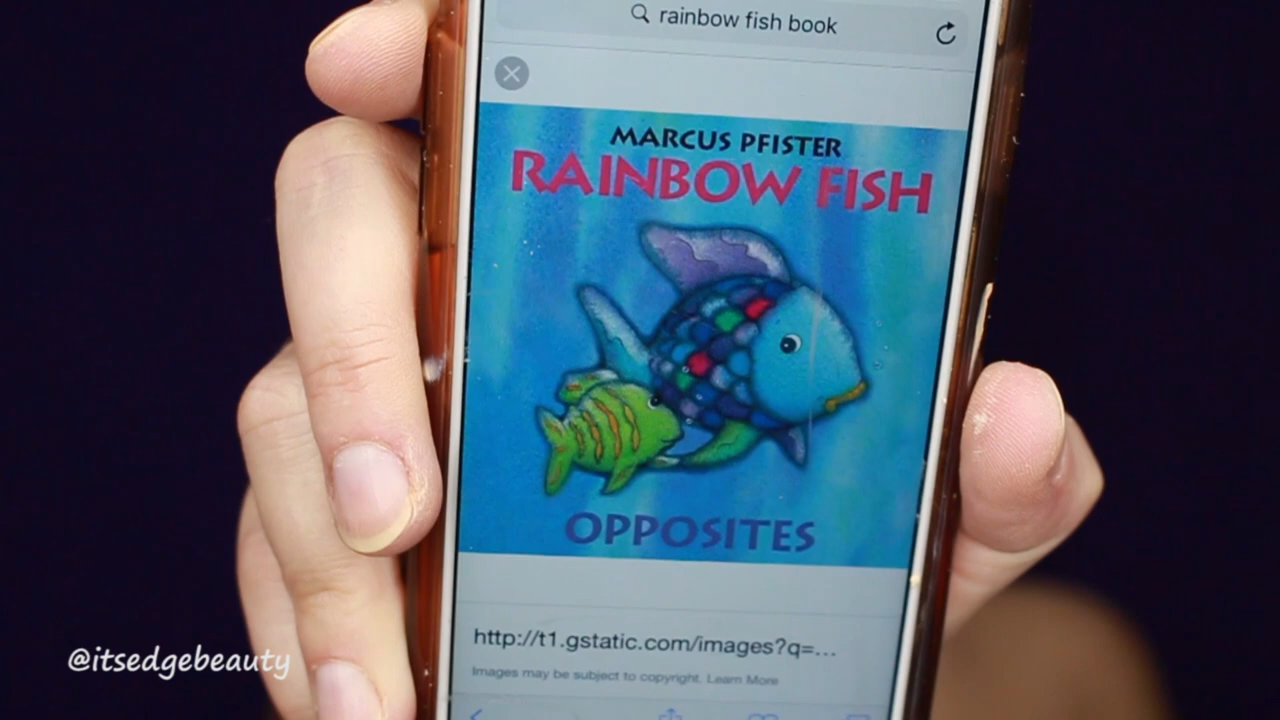 rainbow fish book
MARCUS PFISTER
RAINBOW FISH
OPPOSITES
http://t1.gstatic.com/images?q=...
Images may be subject to copyright. Learn More
@itsedgebeauty